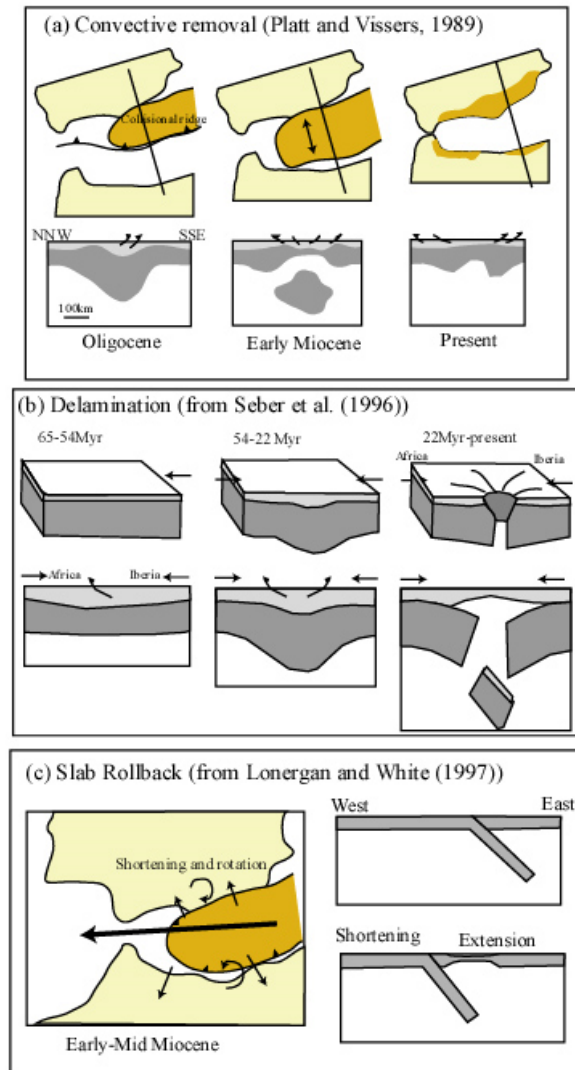 (a) Convective removal (Platt and Vissers, 1989)
Collisional ridge
NNW SSE
100km
Oligocene Early Miocene Present
(b) Delamination (from Seber et al. (1996))
65-54Myr 54-22 Myr 22Myr-present
Africa Iberia
Africa Iberia
(c) Slab Rollback (from Lonergan and White (1997))
West East
Shortening and rotation
Shortening Extension
Early-Mid Miocene